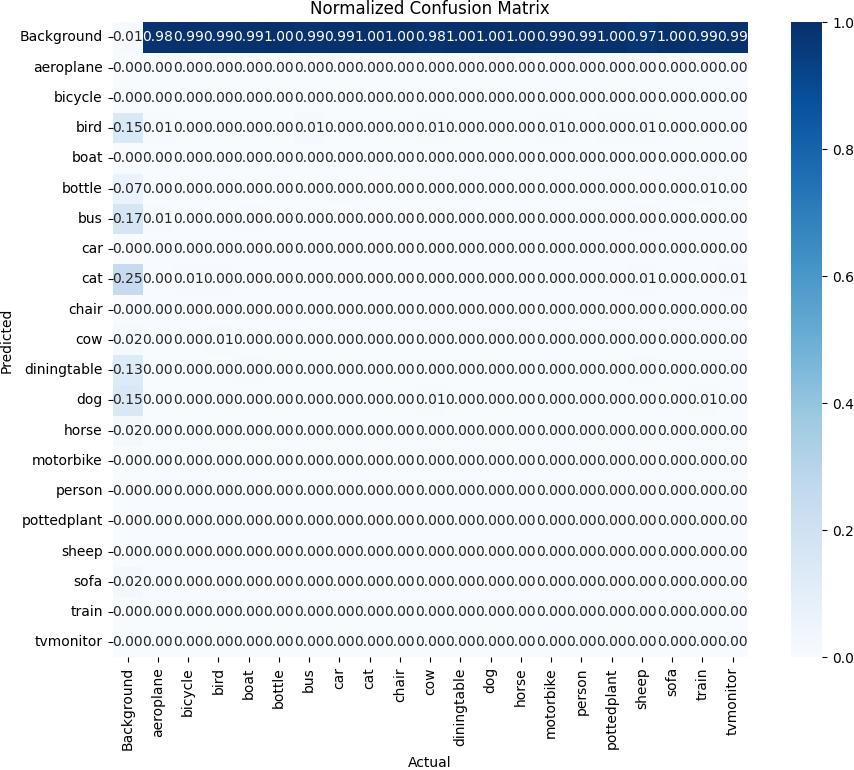 Normalized Confusion Matrix
Predicted
Background 0.01 0.98 0.99 0.99 0.99 1.00 0.99 0.99 1.00 1.00 0.98 1.00 1.00 1.00 0.99 0.99 1.00 0.97 1.00 0.99 0.99
aeroplane 0.00 0.00 0.00 0.00 0.00 0.00 0.00 0.00 0.00 0.00 0.00 0.00 0.00 0.00 0.00 0.00 0.00 0.00 0.00 0.00 0.00
bicycle 0.00 0.00 0.00 0.00 0.00 0.00 0.00 0.00 0.00 0.00 0.00 0.00 0.00 0.00 0.00 0.00 0.00 0.00 0.00 0.00 0.00
bird 0.15 0.01 0.00 0.00 0.00 0.00 0.01 0.00 0.00 0.00 0.01 0.00 0.00 0.00 0.01 0.00 0.00 0.01 0.00 0.00 0.00
boat 0.00 0.00 0.00 0.00 0.00 0.00 0.00 0.00 0.00 0.00 0.00 0.00 0.00 0.00 0.00 0.00 0.00 0.00 0.00 0.00 0.00
bottle 0.07 0.00 0.00 0.00 0.00 0.00 0.00 0.00 0.00 0.00 0.00 0.00 0.00 0.00 0.00 0.00 0.00 0.00 0.00 0.01 0.00
bus 0.17 0.01 0.00 0.00 0.00 0.00 0.00 0.00 0.00 0.00 0.00 0.00 0.00 0.00 0.00 0.00 0.00 0.00 0.00 0.00 0.00
car 0.00 0.00 0.00 0.00 0.00 0.00 0.00 0.00 0.00 0.00 0.00 0.00 0.00 0.00 0.00 0.00 0.00 0.00 0.00 0.00 0.00
cat 0.25 0.00 0.01 0.00 0.00 0.00 0.00 0.00 0.00 0.00 0.00 0.00 0.00 0.00 0.00 0.00 0.00 0.01 0.00 0.00 0.01
chair 0.00 0.00 0.00 0.00 0.00 0.00 0.00 0.00 0.00 0.00 0.00 0.00 0.00 0.00 0.00 0.00 0.00 0.00 0.00 0.00 0.00
cow 0.02 0.00 0.00 0.01 0.00 0.00 0.00 0.00 0.00 0.00 0.00 0.00 0.00 0.00 0.00 0.00 0.00 0.00 0.00 0.00 0.00
diningtable 0.13 0.00 0.00 0.00 0.00 0.00 0.00 0.00 0.00 0.00 0.00 0.00 0.00 0.00 0.00 0.00 0.00 0.00 0.00 0.00 0.00
dog 0.15 0.00 0.00 0.00 0.00 0.00 0.00 0.00 0.00 0.00 0.01 0.00 0.00 0.00 0.00 0.00 0.00 0.00 0.00 0.01 0.00
horse 0.02 0.00 0.00 0.00 0.00 0.00 0.00 0.00 0.00 0.00 0.00 0.00 0.00 0.00 0.00 0.00 0.00 0.00 0.00 0.00 0.00
motorbike 0.00 0.00 0.00 0.00 0.00 0.00 0.00 0.00 0.00 0.00 0.00 0.00 0.00 0.00 0.00 0.00 0.00 0.00 0.00 0.00 0.00
person 0.00 0.00 0.00 0.00 0.00 0.00 0.00 0.00 0.00 0.00 0.00 0.00 0.00 0.00 0.00 0.00 0.00 0.00 0.00 0.00 0.00
pottedplant 0.00 0.00 0.00 0.00 0.00 0.00 0.00 0.00 0.00 0.00 0.00 0.00 0.00 0.00 0.00 0.00 0.00 0.00 0.00 0.00 0.00
sheep 0.00 0.00 0.00 0.00 0.00 0.00 0.00 0.00 0.00 0.00 0.00 0.00 0.00 0.00 0.00 0.00 0.00 0.00 0.00 0.00 0.00
sofa 0.02 0.00 0.00 0.00 0.00 0.00 0.00 0.00 0.00 0.00 0.00 0.00 0.00 0.00 0.00 0.00 0.00 0.00 0.00 0.00 0.00
train 0.00 0.00 0.00 0.00 0.00 0.00 0.00 0.00 0.00 0.00 0.00 0.00 0.00 0.00 0.00 0.00 0.00 0.00 0.00 0.00 0.00
tvmonitor 0.00 0.00 0.00 0.00 0.00 0.00 0.00 0.00 0.00 0.00 0.00 0.00 0.00 0.00 0.00 0.00 0.00 0.00 0.00 0.00 0.00
Background aeroplane bicycle bird boat bottle bus car cat chair cow diningtable dog horse motorbike person pottedplant sheep sofa train tvmonitor
Actual
1.0
0.8
0.6
0.4
0.2
0.0